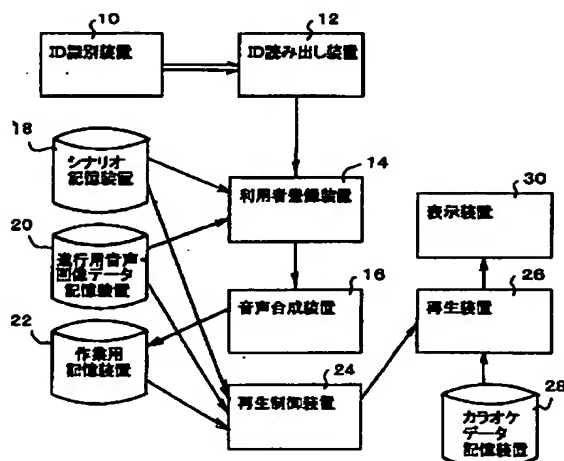 10
ID識別装置
12
ID読み出し装置
18
シナリオ
記憶装置
14
利用者登録装置
30
表示装置
20
進行用音声・
画像データ
記憶装置
16
音声合成装置
26
再生装置
22
作業用
記憶装置
24
再生制御装置
カラオケ
データ
記憶装置
28